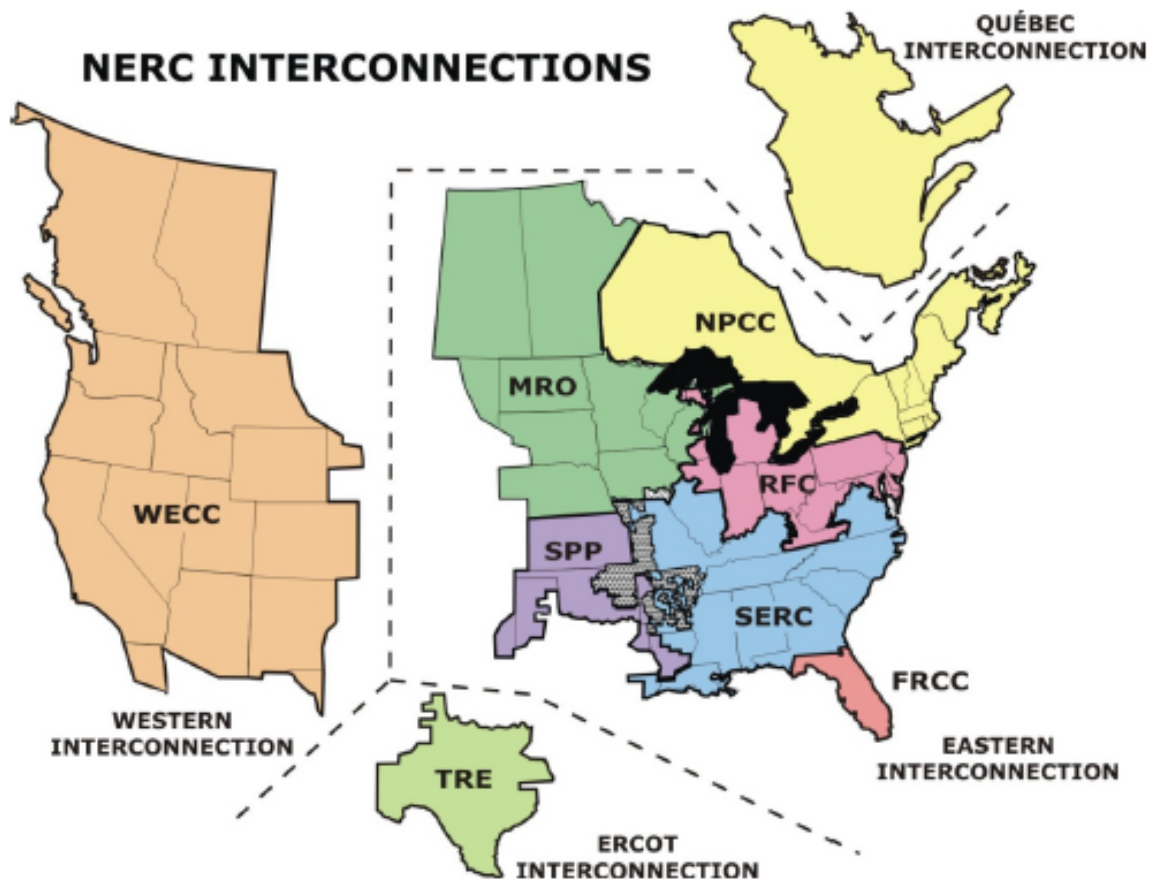 QUÉBEC
INTERCONNECTION
NERC INTERCONNECTIONS
NPCC
MRO
RFC
WECC
SPP
SERC
FRCC
WESTERN
INTERCONNECTION
EASTERN
INTERCONNECTION
TRE
ERCOT
INTERCONNECTION